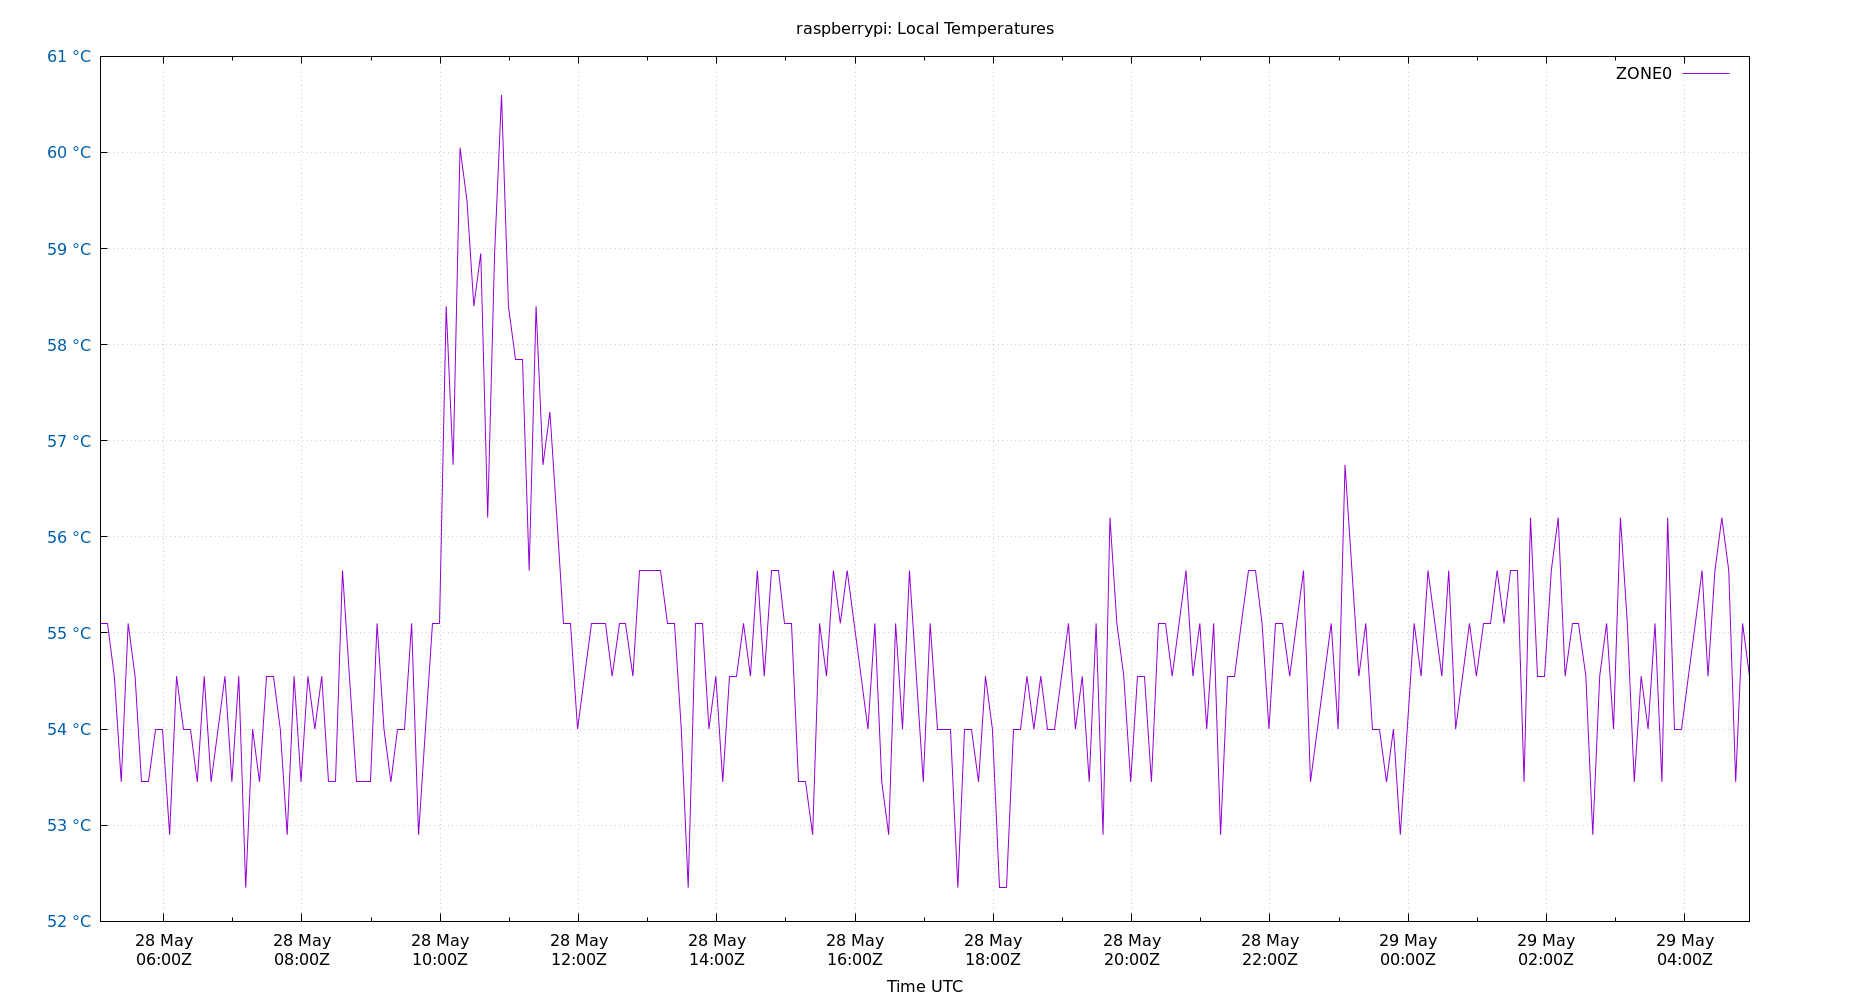 raspberrypi: Local Temperatures
61 °C
ZONE0
60 °C
59 °C
58 °C
57 °C
56 °C
55 °C
54 °C
53 °C
52 °C
28 May 28 May 28 May 28 May 28 May 28 May 28 May 28 May 28 May 29 May 29 May 29 May
06:00Z 08:00Z 10:00Z 12:00Z 14:00Z 16:00Z 18:00Z 20:00Z 22:00Z 00:00Z 02:00Z 04:00Z
Time UTC